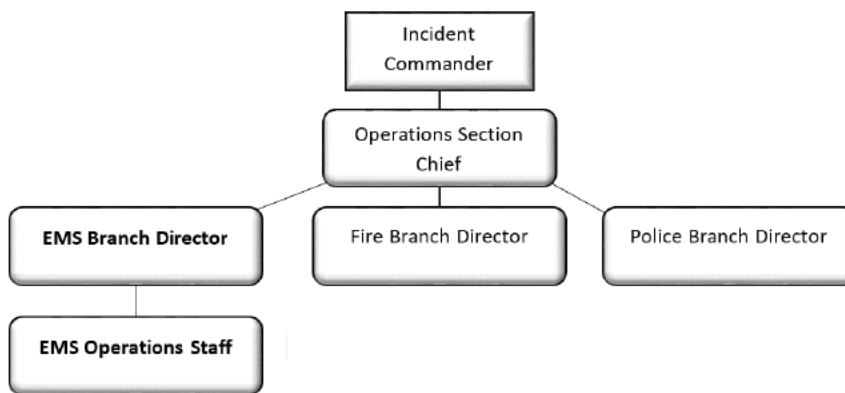 Incident
Commander
Operations Section
Chief
EMS Branch Director
Fire Branch Director
Police Branch Director
EMS Operations Staff